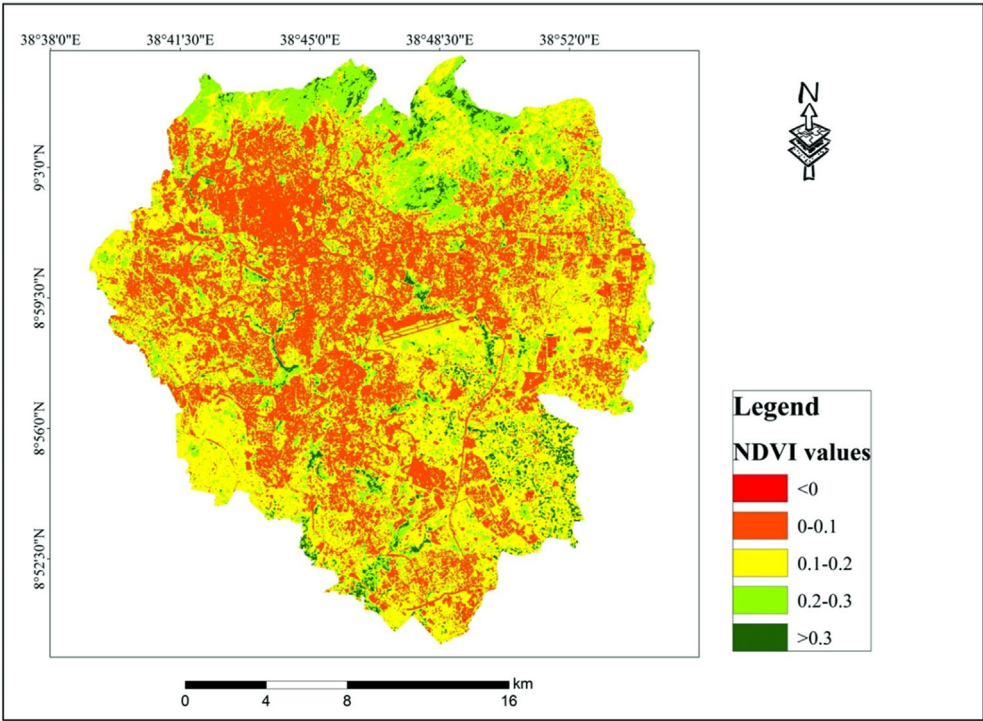 38°38'0"E 38°41'30"E 38°45'0"E 38°48'30"E 38°52'0"E
N
9°3'0"N
8°59'30"N
8°56'0"N
8°52'30"N
Legend
NDVI values
<0
0-0.1
0.1-0.2
0.2-0.3
>0.3
km
0 4 8 16